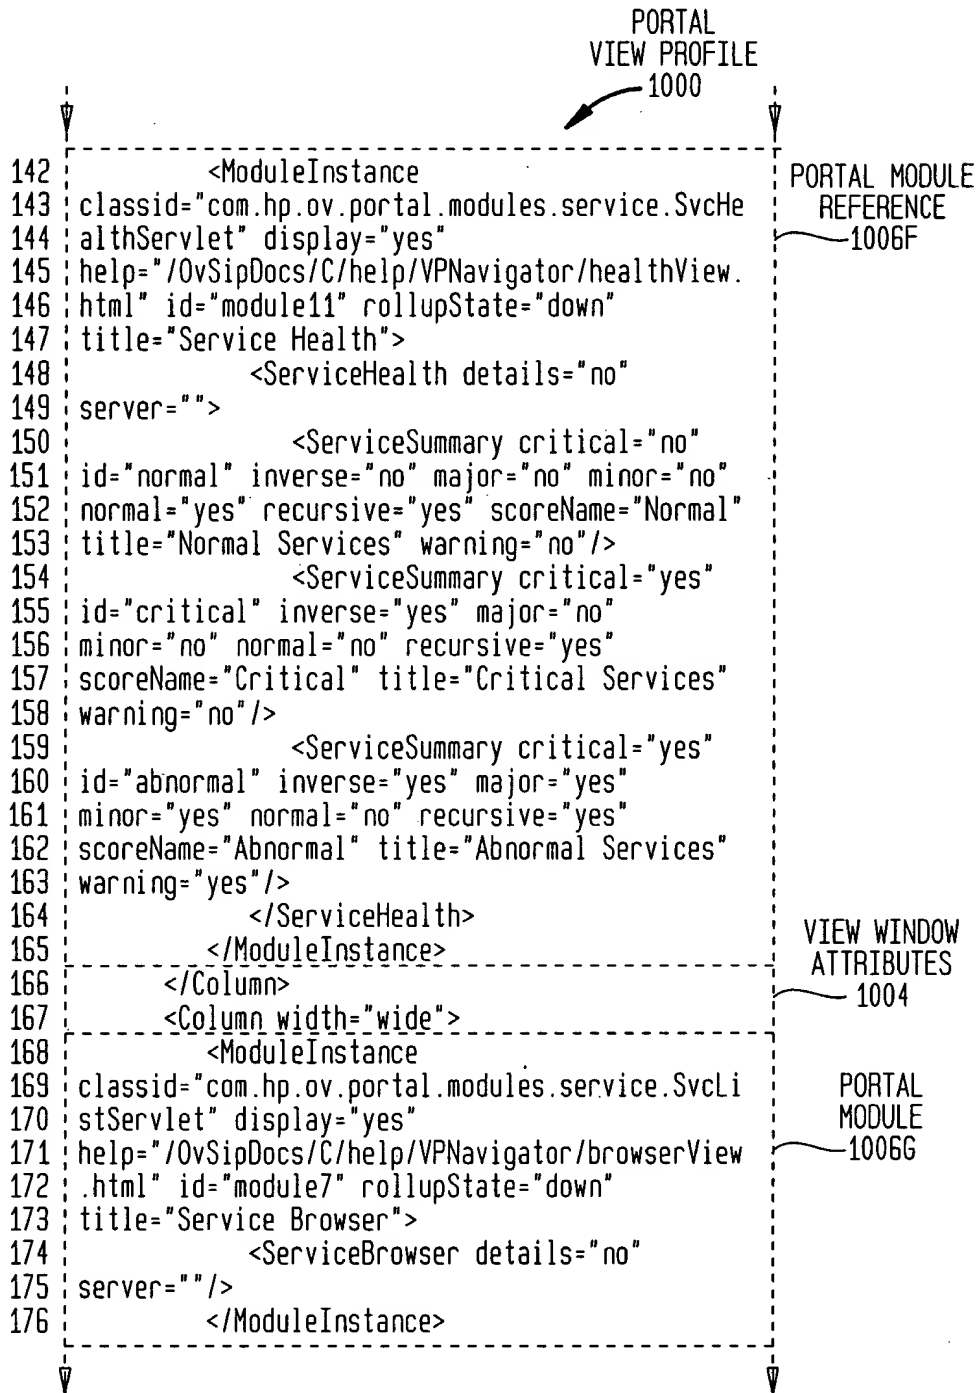 PORTAL
VIEW PROFILE
1000
142 <ModuleInstance
143 classid="com.hp.ov.portal.modules.service.SvcHe
144 althServlet" display="yes"
145 help="/OvSipDocs/C/help/VPNavigator/healthView.
146 html" id="module11" rollupState="down"
147 title="Service Health">
148 <ServiceHealth details="no"
149 server="">
150 <ServiceSummary critical="no"
151 id="normal" inverse="no" major="no" minor="no"
152 normal="yes" recursive="yes" scoreName="Normal"
153 title="Normal Services" warning="no"/>
154 <ServiceSummary critical="yes"
155 id="critical" inverse="yes" major="no"
156 minor="no" normal="no" recursive="yes"
157 scoreName="Critical" title="Critical Services"
158 warning="no"/>
159 <ServiceSummary critical="yes"
160 id="abnormal" inverse="yes" major="yes"
161 minor="yes" normal="no" recursive="yes"
162 scoreName="Abnormal" title="Abnormal Services"
163 warning="yes"/>
164 </ServiceHealth>
165 </ModuleInstance>
166 </Column>
167 <Column width="wide">
168 <ModuleInstance
169 classid="com.hp.ov.portal.modules.service.SvcLi
170 stServlet" display="yes"
171 help="/OvSipDocs/C/help/VPNavigator/browserView
172 .html" id="module7" rollupState="down"
173 title="Service Browser">
174 <ServiceBrowser details="no"
175 server=""/>
176 </ModuleInstance>
PORTAL MODULE
REFERENCE
1006F
VIEW WINDOW
ATTRIBUTES
1004
PORTAL
MODULE
1006G